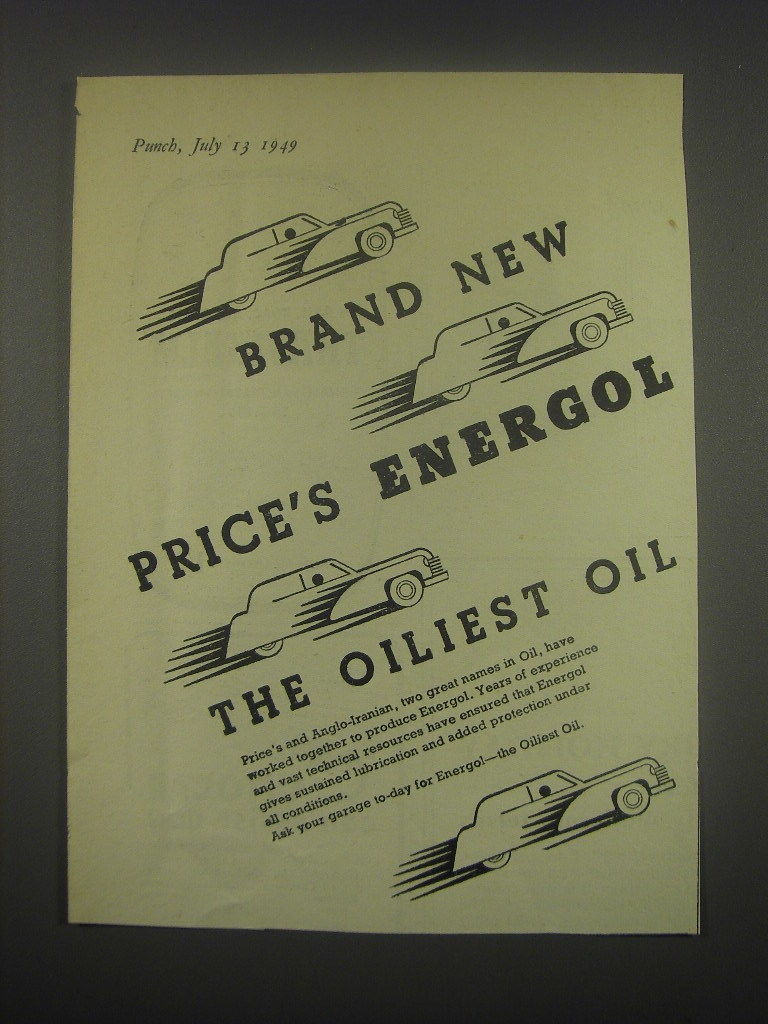 Punch, July 13 1949
BRAND NEW
PRICE'S ENERGOL
THE OILIEST OIL
Price's and Anglo-Iranian, two great names in Oil, have
worked together to produce Energol. Years of experience
and vast technical resources have ensured that Energol
gives sustained lubrication and added protection under
all conditions.
Ask your garage to-day for Energol—the Oiliest Oil.